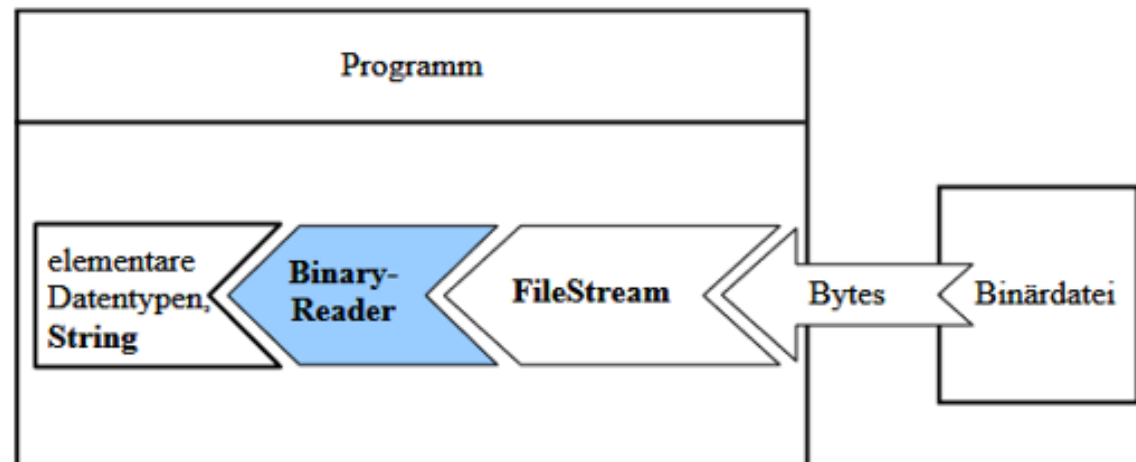 Programm
elementare
Datentypen,
String
Binary-
Reader
FileStream
Bytes
Binärdatei